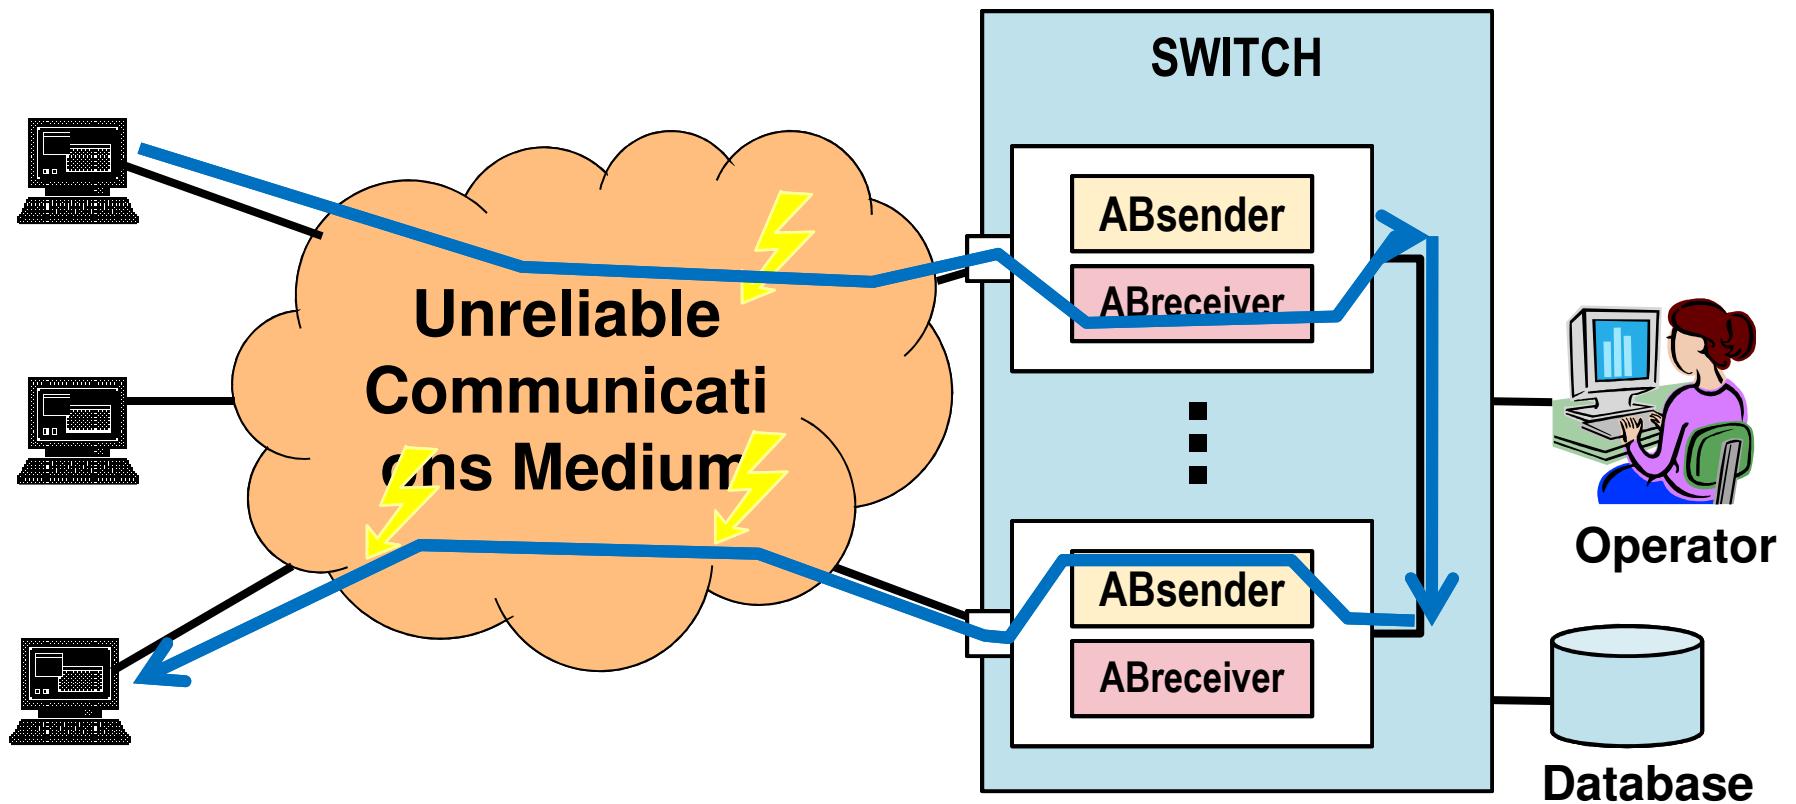 SWITCH
ABsender
ABreceiver
Unreliable
Communicati
ons Medium
ABsender
ABreceiver
Operator
Database